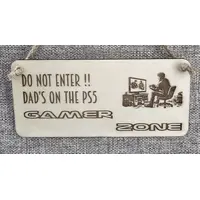 DO NOT ENTER !!
DAD'S ON THE PS5
GAMER
ZONE